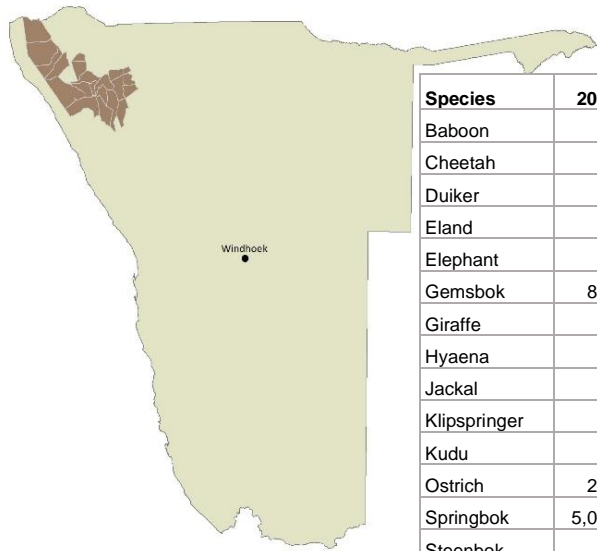 Windhoek
Species 20
Baboon
Cheetah
Duiker
Eland
Elephant
Gemsbok 8
Giraffe
Hyaena
Jackal
Klipspringer
Kudu
Ostrich 2
Springbok 5,0
Steenbok